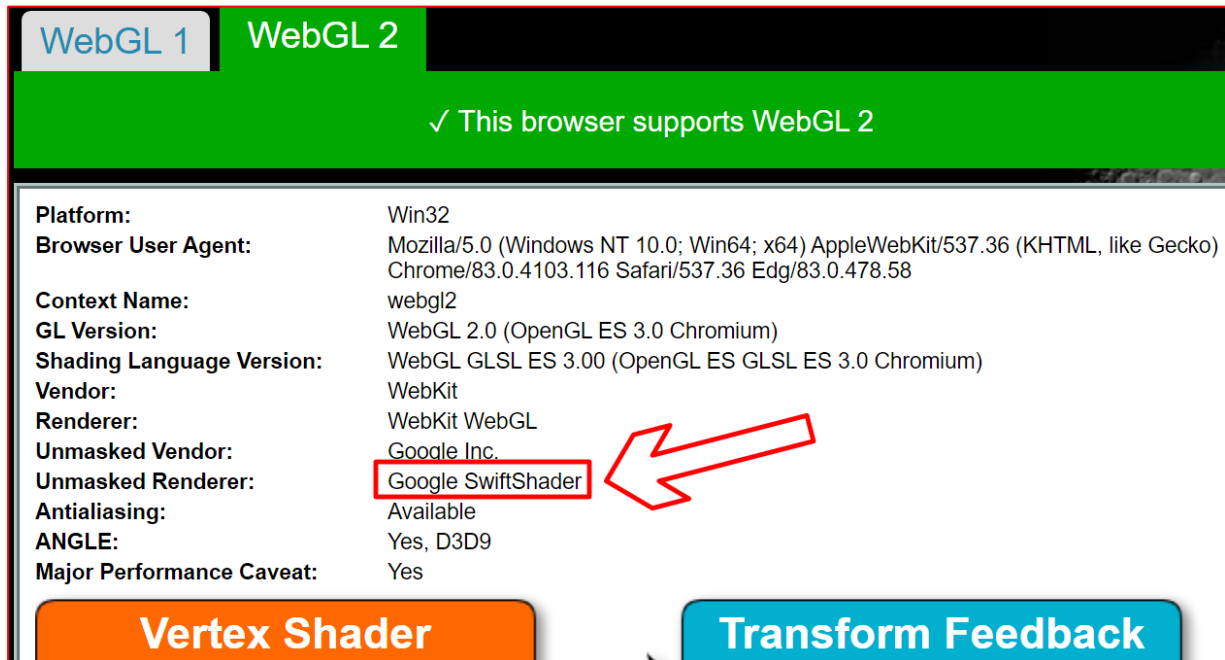 WebGL 1 WebGL 2
✓ This browser supports WebGL 2
Platform: Win32
Browser User Agent: Mozilla/5.0 (Windows NT 10.0; Win64; x64) AppleWebKit/537.36 (KHTML, like Gecko)
Chrome/83.0.4103.116 Safari/537.36 Edg/83.0.478.58
Context Name: webgl2
GL Version: WebGL 2.0 (OpenGL ES 3.0 Chromium)
Shading Language Version: WebGL GLSL ES 3.00 (OpenGL ES GLSL ES 3.0 Chromium)
Vendor: WebKit
Renderer: WebKit WebGL
Unmasked Vendor: Google Inc.
Unmasked Renderer: Google SwiftShader
Antialiasing: Available
ANGLE: Yes, D3D9
Major Performance Caveat: Yes
Vertex Shader Transform Feedback